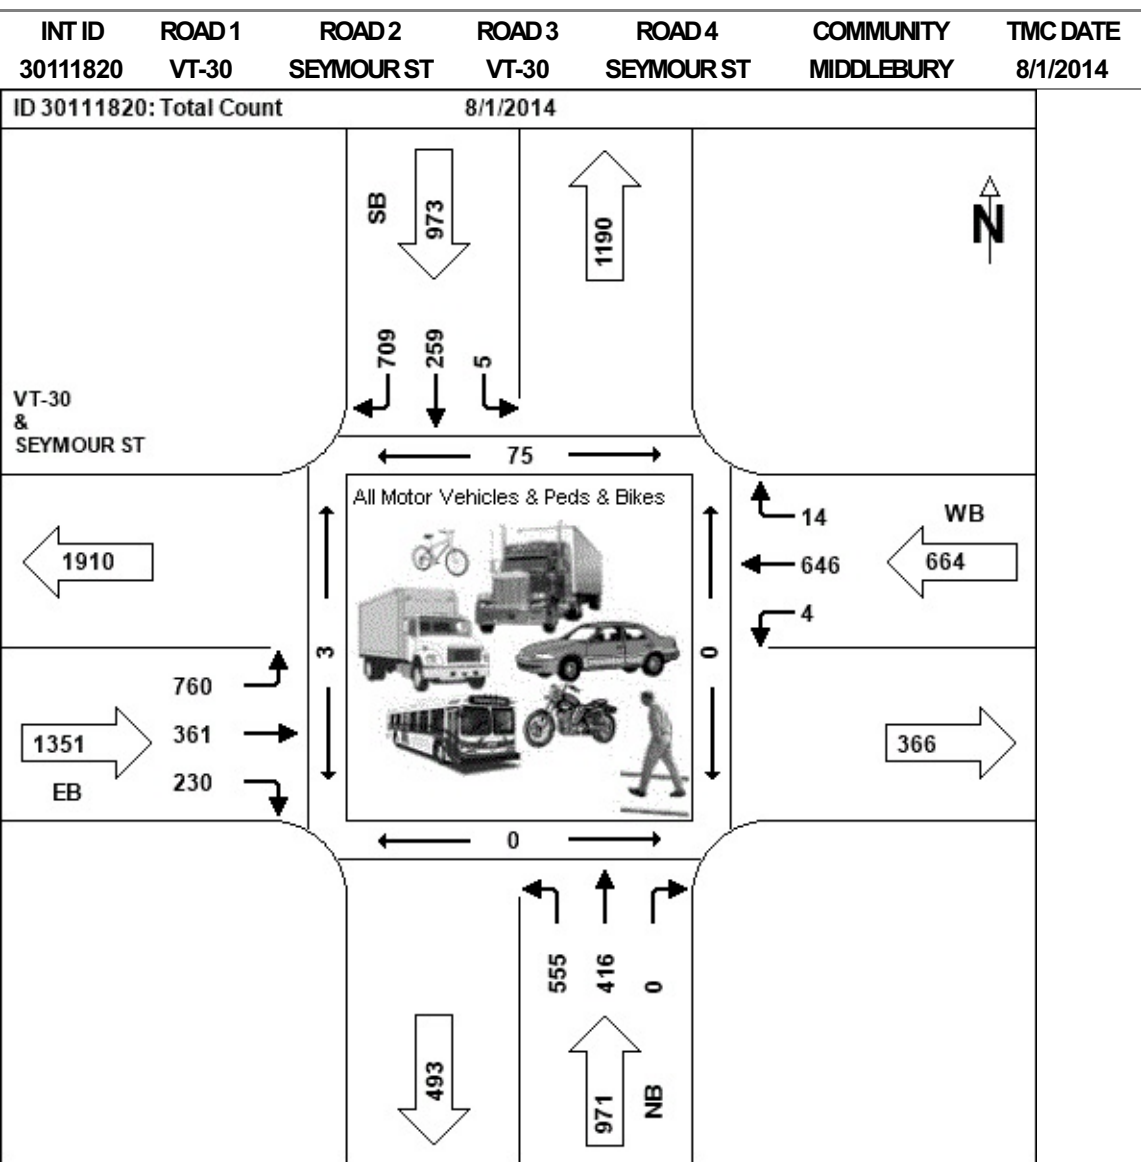 INT ID ROAD 1 ROAD 2 ROAD 3 ROAD 4 COMMUNITY TMC DATE
30111820 VT-30 SEYMOUR ST VT-30 SEYMOUR ST MIDDLEBURY 8/1/2014
ID 30111820: Total Count 8/1/2014
SB
973
1190
N
709
259
5
VT-30
&
SEYMOUR ST
75
All Motor Vehicles & Peds & Bikes
1910
14
WB
646
664
4
3
0
760
361
230
1351
EB
366
0
555
416
0
493
971
NB